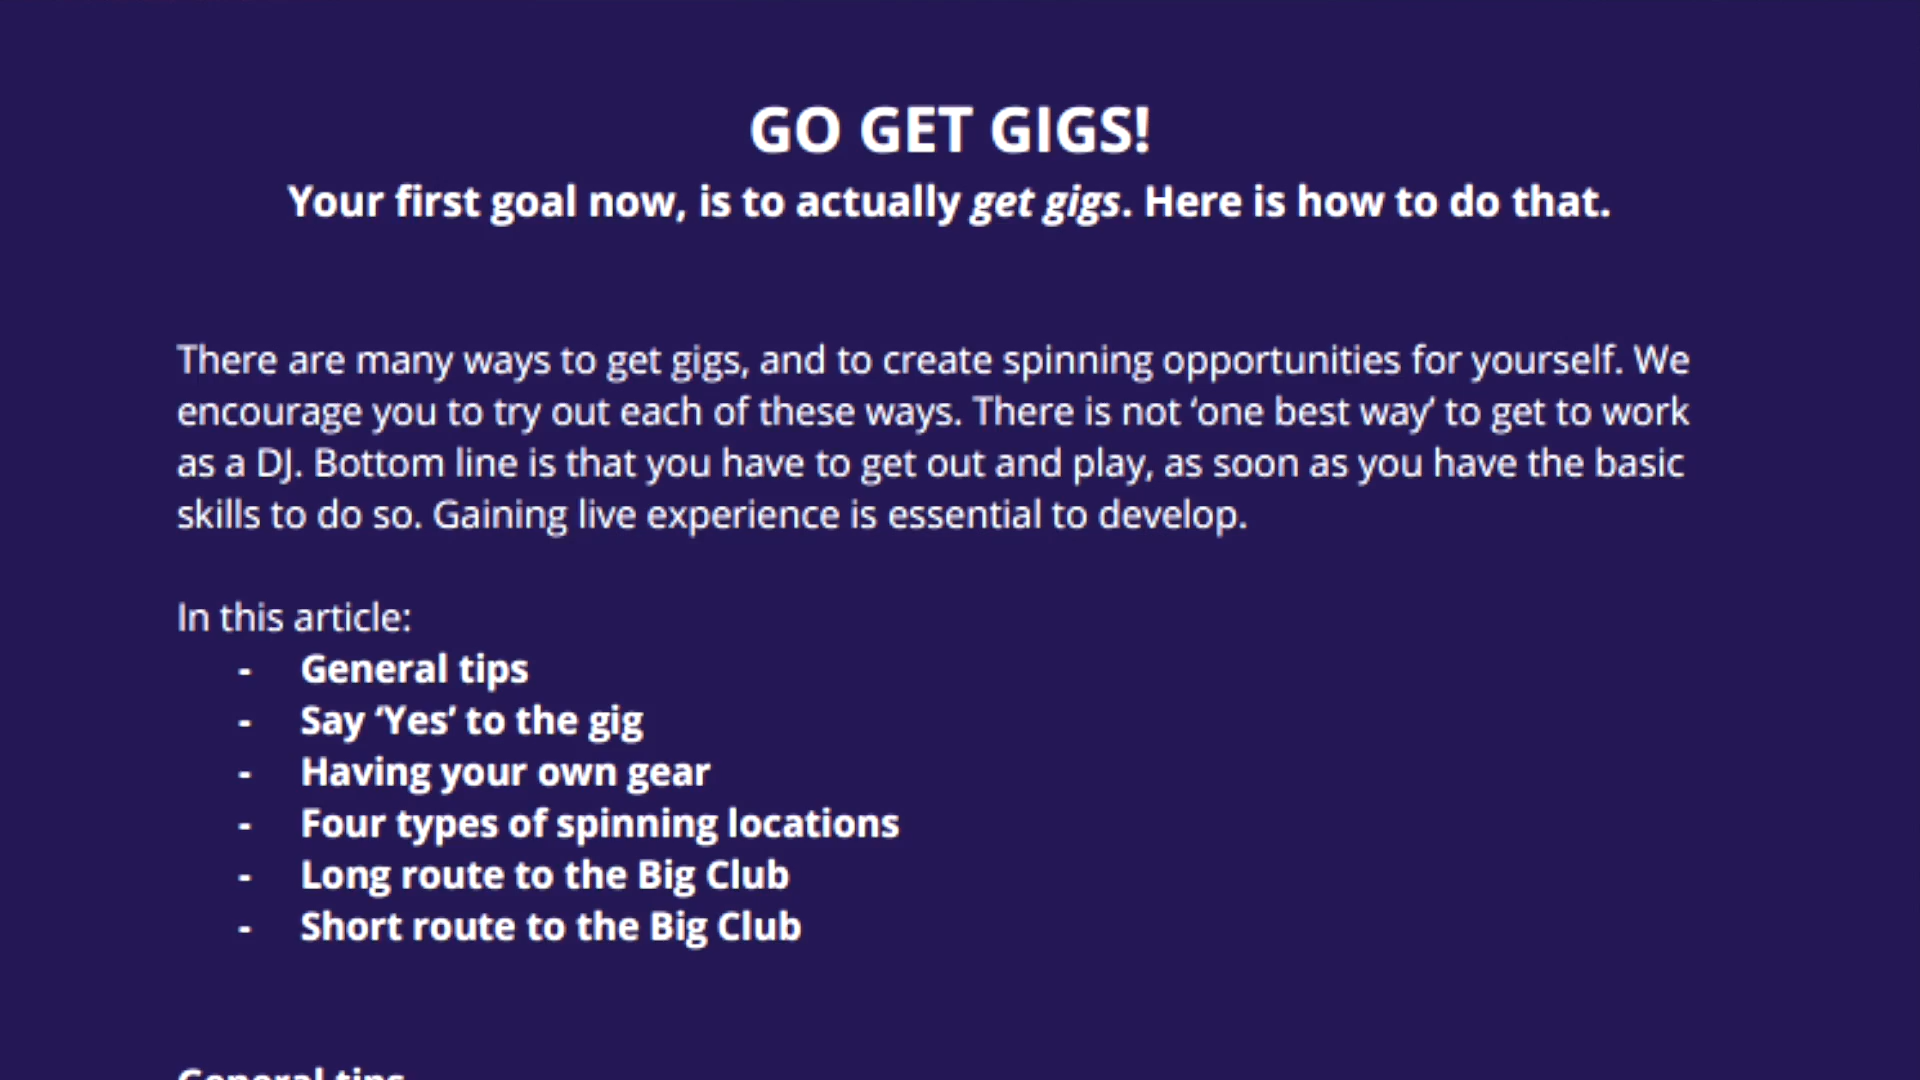 GO GET GIGS!
Your first goal now, is to actually get gigs. Here is how to do that.
There are many ways to get gigs, and to create spinning opportunities for yourself. We
encourage you to try out each of these ways. There is not ‘one best way’ to get to work
as a DJ. Bottom line is that you have to get out and play, as soon as you have the basic
skills to do so. Gaining live experience is essential to develop.
In this article:
- General tips
- Say ‘Yes’ to the gig
- Having your own gear
- Four types of spinning locations
- Long route to the Big Club
- Short route to the Big Club
General tips